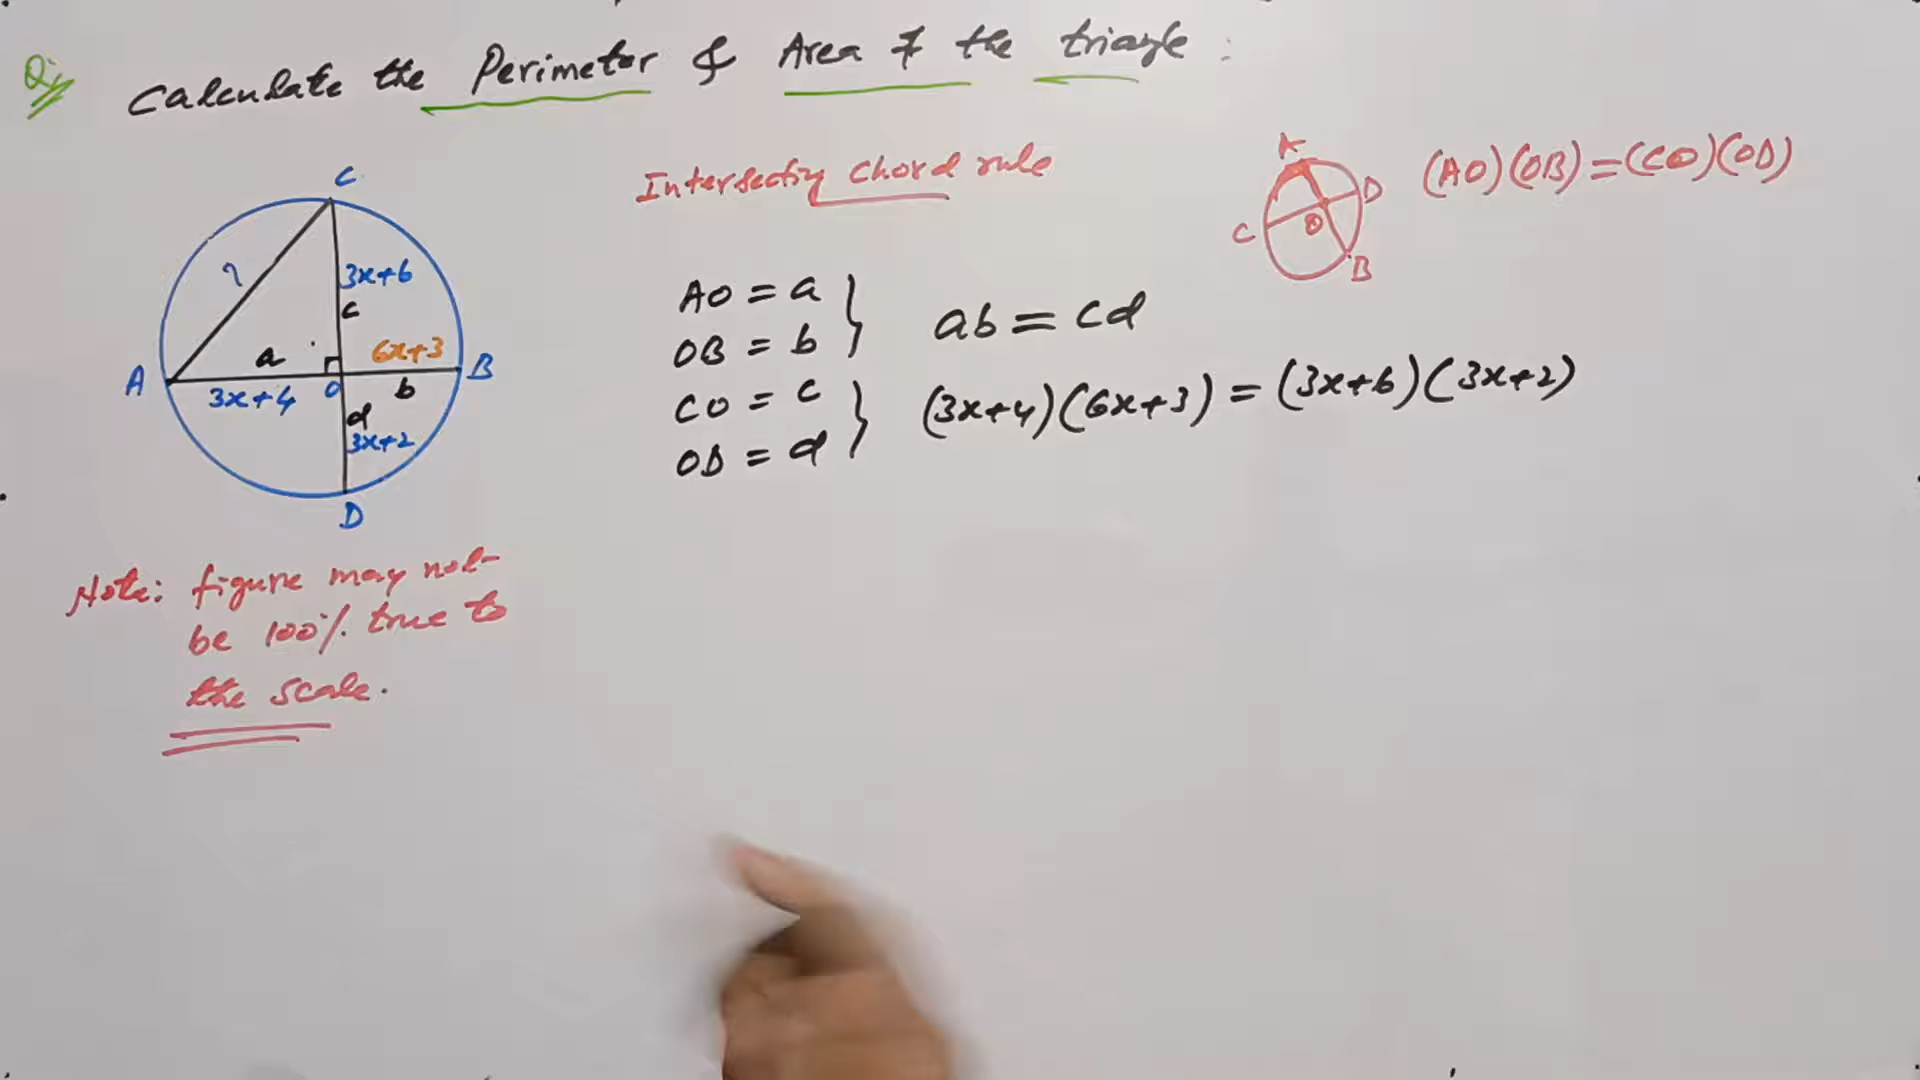 Q:
Calculate the Perimetor & Area of the triangle :
Intersecting chord rule
A
D
C
O
B
(AO)(OB)=(CO)(OD)
C
?
3x+6
c
a
6x+3
A
3x+4
O
b
B
d
3x+2
D
AO = a
OB = b
ab = cd
CO = c
OD = d
(3x+4)(6x+3) = (3x+6)(3x+2)
Note: figure may not
be 100% true to
the scale.